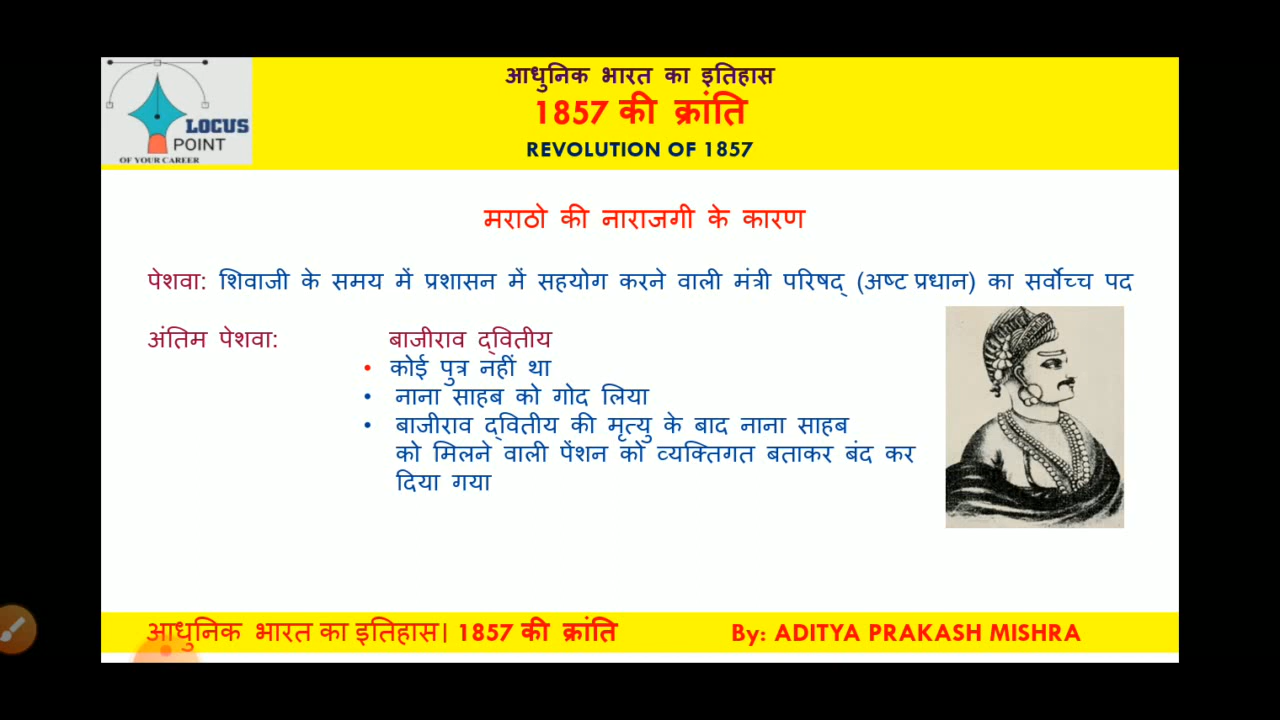 LOCUS
POINT
OF YOUR CAREER
आधुनिक भारत का इतिहास
1857 की क्रांति
REVOLUTION OF 1857
मराठो की नाराजगी के कारण
पेशवा: शिवाजी के समय में प्रशासन में सहयोग करने वाली मंत्री परिषद् (अष्ट प्रधान) का सर्वोच्च पद
अंतिम पेशवा: बाजीराव द्वितीय
• कोई पुत्र नहीं था
• नाना साहब को गोद लिया
• बाजीराव द्वितीय की मृत्यु के बाद नाना साहब
को मिलने वाली पेंशन को व्यक्तिगत बताकर बंद कर
दिया गया
आधुनिक भारत का इतिहास। 1857 की क्रांति By: ADITYA PRAKASH MISHRA